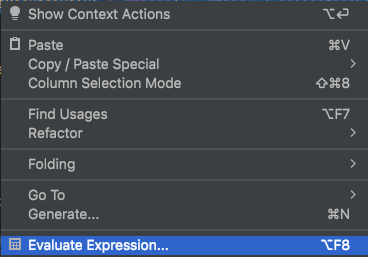 Show Context Actions ⌥⏎
Paste ⌘V
Copy / Paste Special
Column Selection Mode ⇧⌘8
Find Usages ⌥F7
Refactor
Folding
Go To
Generate... ⌘N
Evaluate Expression... ⌥F8